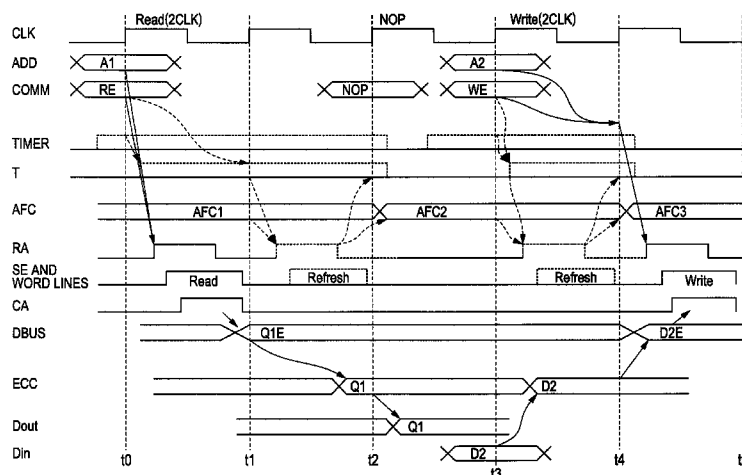 Read(2CLK) NOP Write(2CLK)
CLK
ADD A1 A2
COMM RE NOP WE
TIMER
T
AFC AFC1 AFC2 AFC3
RA
SE AND
WORD LINES Read Refresh Refresh Write
CA
DBUS Q1E D2E
ECC Q1 D2
Dout Q1
Din D2
t0 t1 t2 t3 t4 t